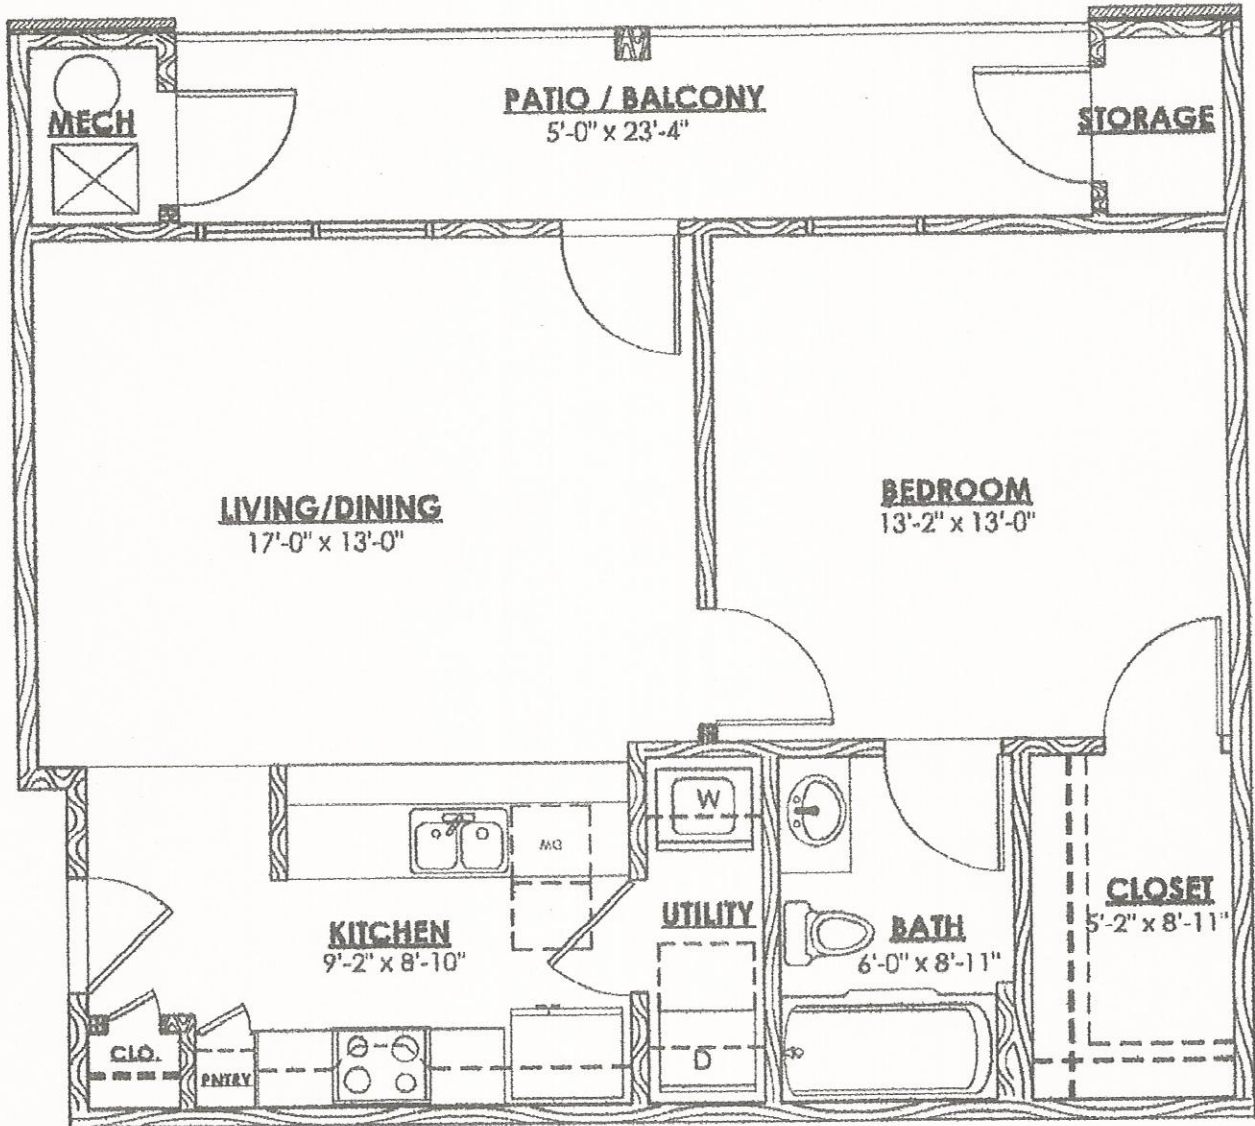 PATIO / BALCONY
5'-0" x 23'-4"
MECH
STORAGE
LIVING/DINING
17'-0" x 13'-0"
BEDROOM
13'-2" x 13'-0"
W
DW
KITCHEN
9'-2" x 8'-10"
UTILITY
BATH
6'-0" x 8'-11"
CLOSET
5'-2" x 8'-11"
CLO.
PNTRY
D